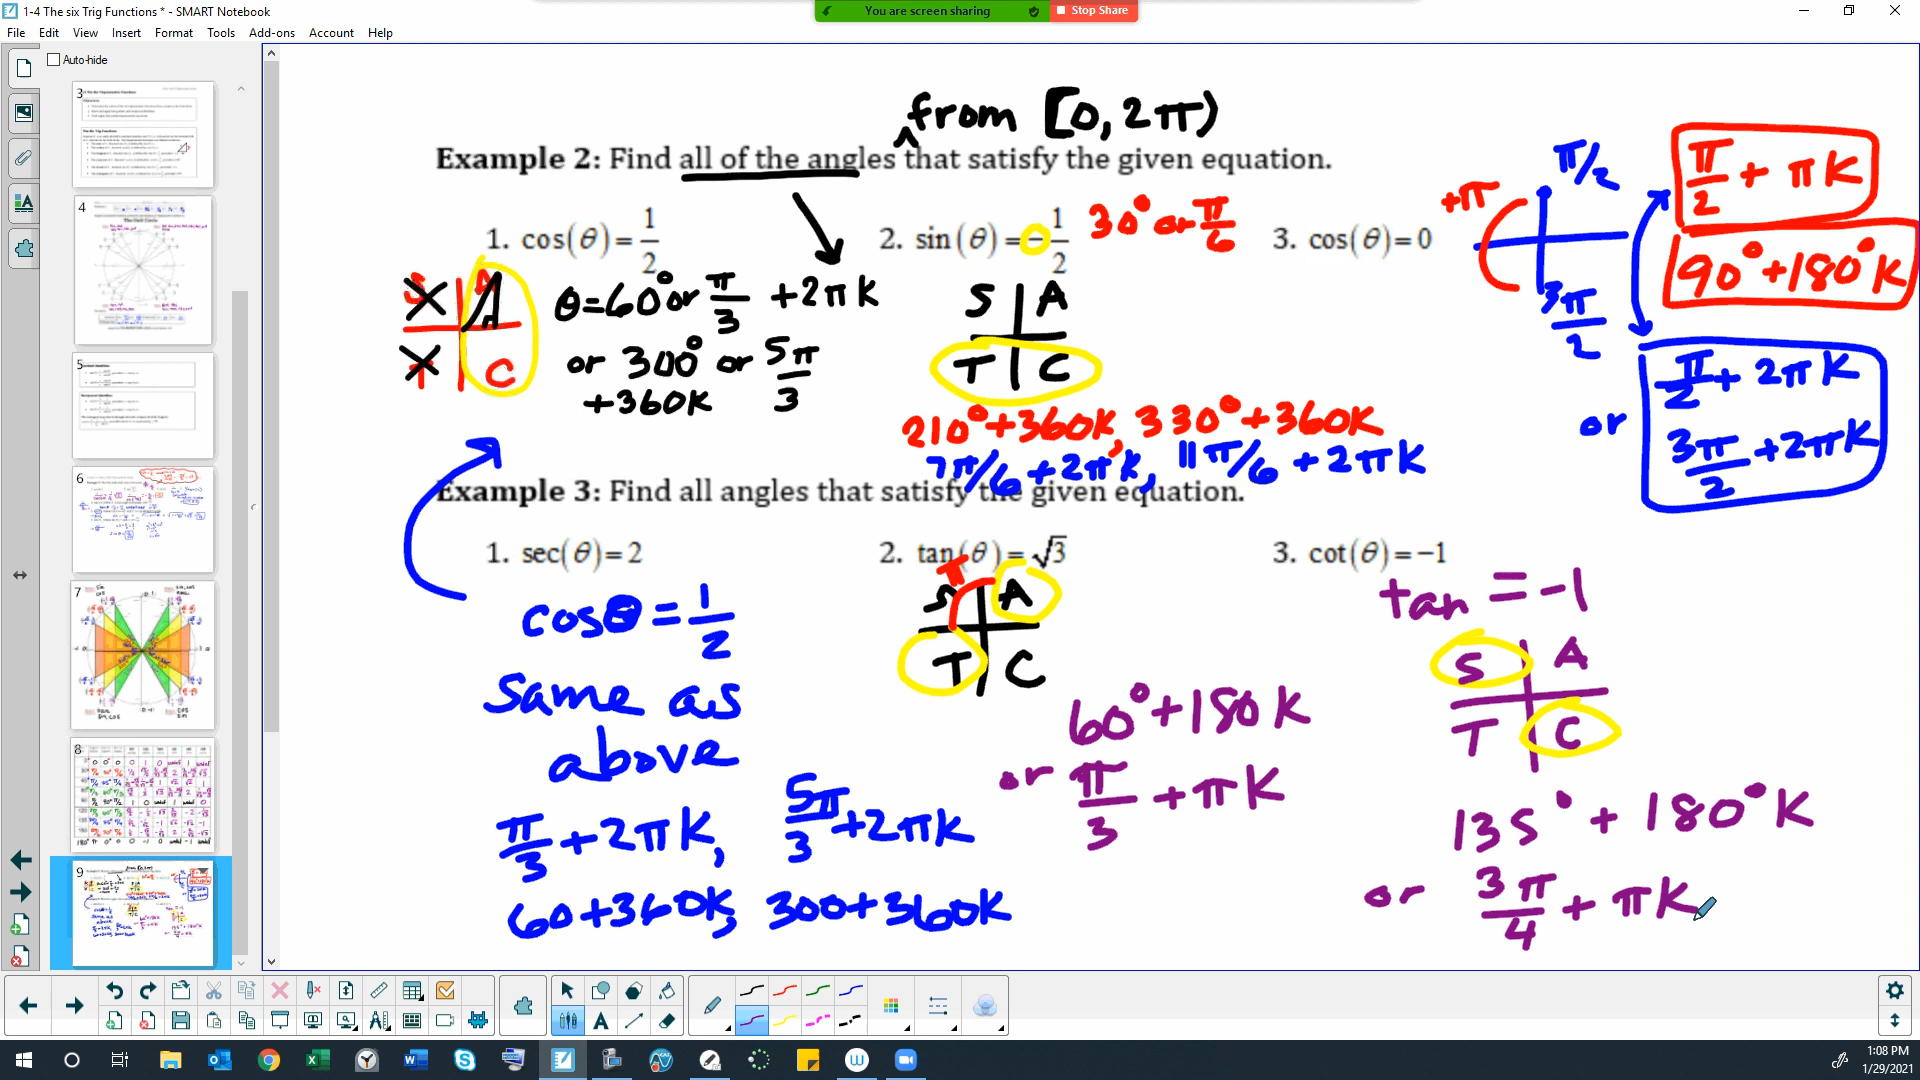 1-4 The six Trig Functions * - SMART Notebook
You are screen sharing
Stop Share
File Edit View Insert Format Tools Add-ons Account Help
Auto-hide
3
4
5
6
7
8
9
from [0, 2π)
Example 2: Find all of the angles that satisfy the given equation.
1. cos(θ)=1/2
θ=60° or π/3 +2πK
or 300° or 5π/3
+360K
S A
T C
2. sin(θ)=-1/2
30° or π/6
S A
T C
210°+360K, 330°+360K
7π/6+2πK, 11π/6+2πK
3. cos(θ)=0
+π
π/2
3π/2
π/2 + πK
90°+180°K
or
π/2+2πK
3π/2+2πK
Example 3: Find all angles that satisfy the given equation.
1. sec(θ)=2
cosθ=1/2
same as
above
π/3+2πK, 5π/3+2πK
60+360K, 300+360K
2. tan(θ)=√3
π
S A
T C
60°+180K
or π/3+πK
3. cot(θ)=-1
tan=-1
S A
T C
135°+180°K
or 3π/4+πK
1:08 PM
1/29/2021